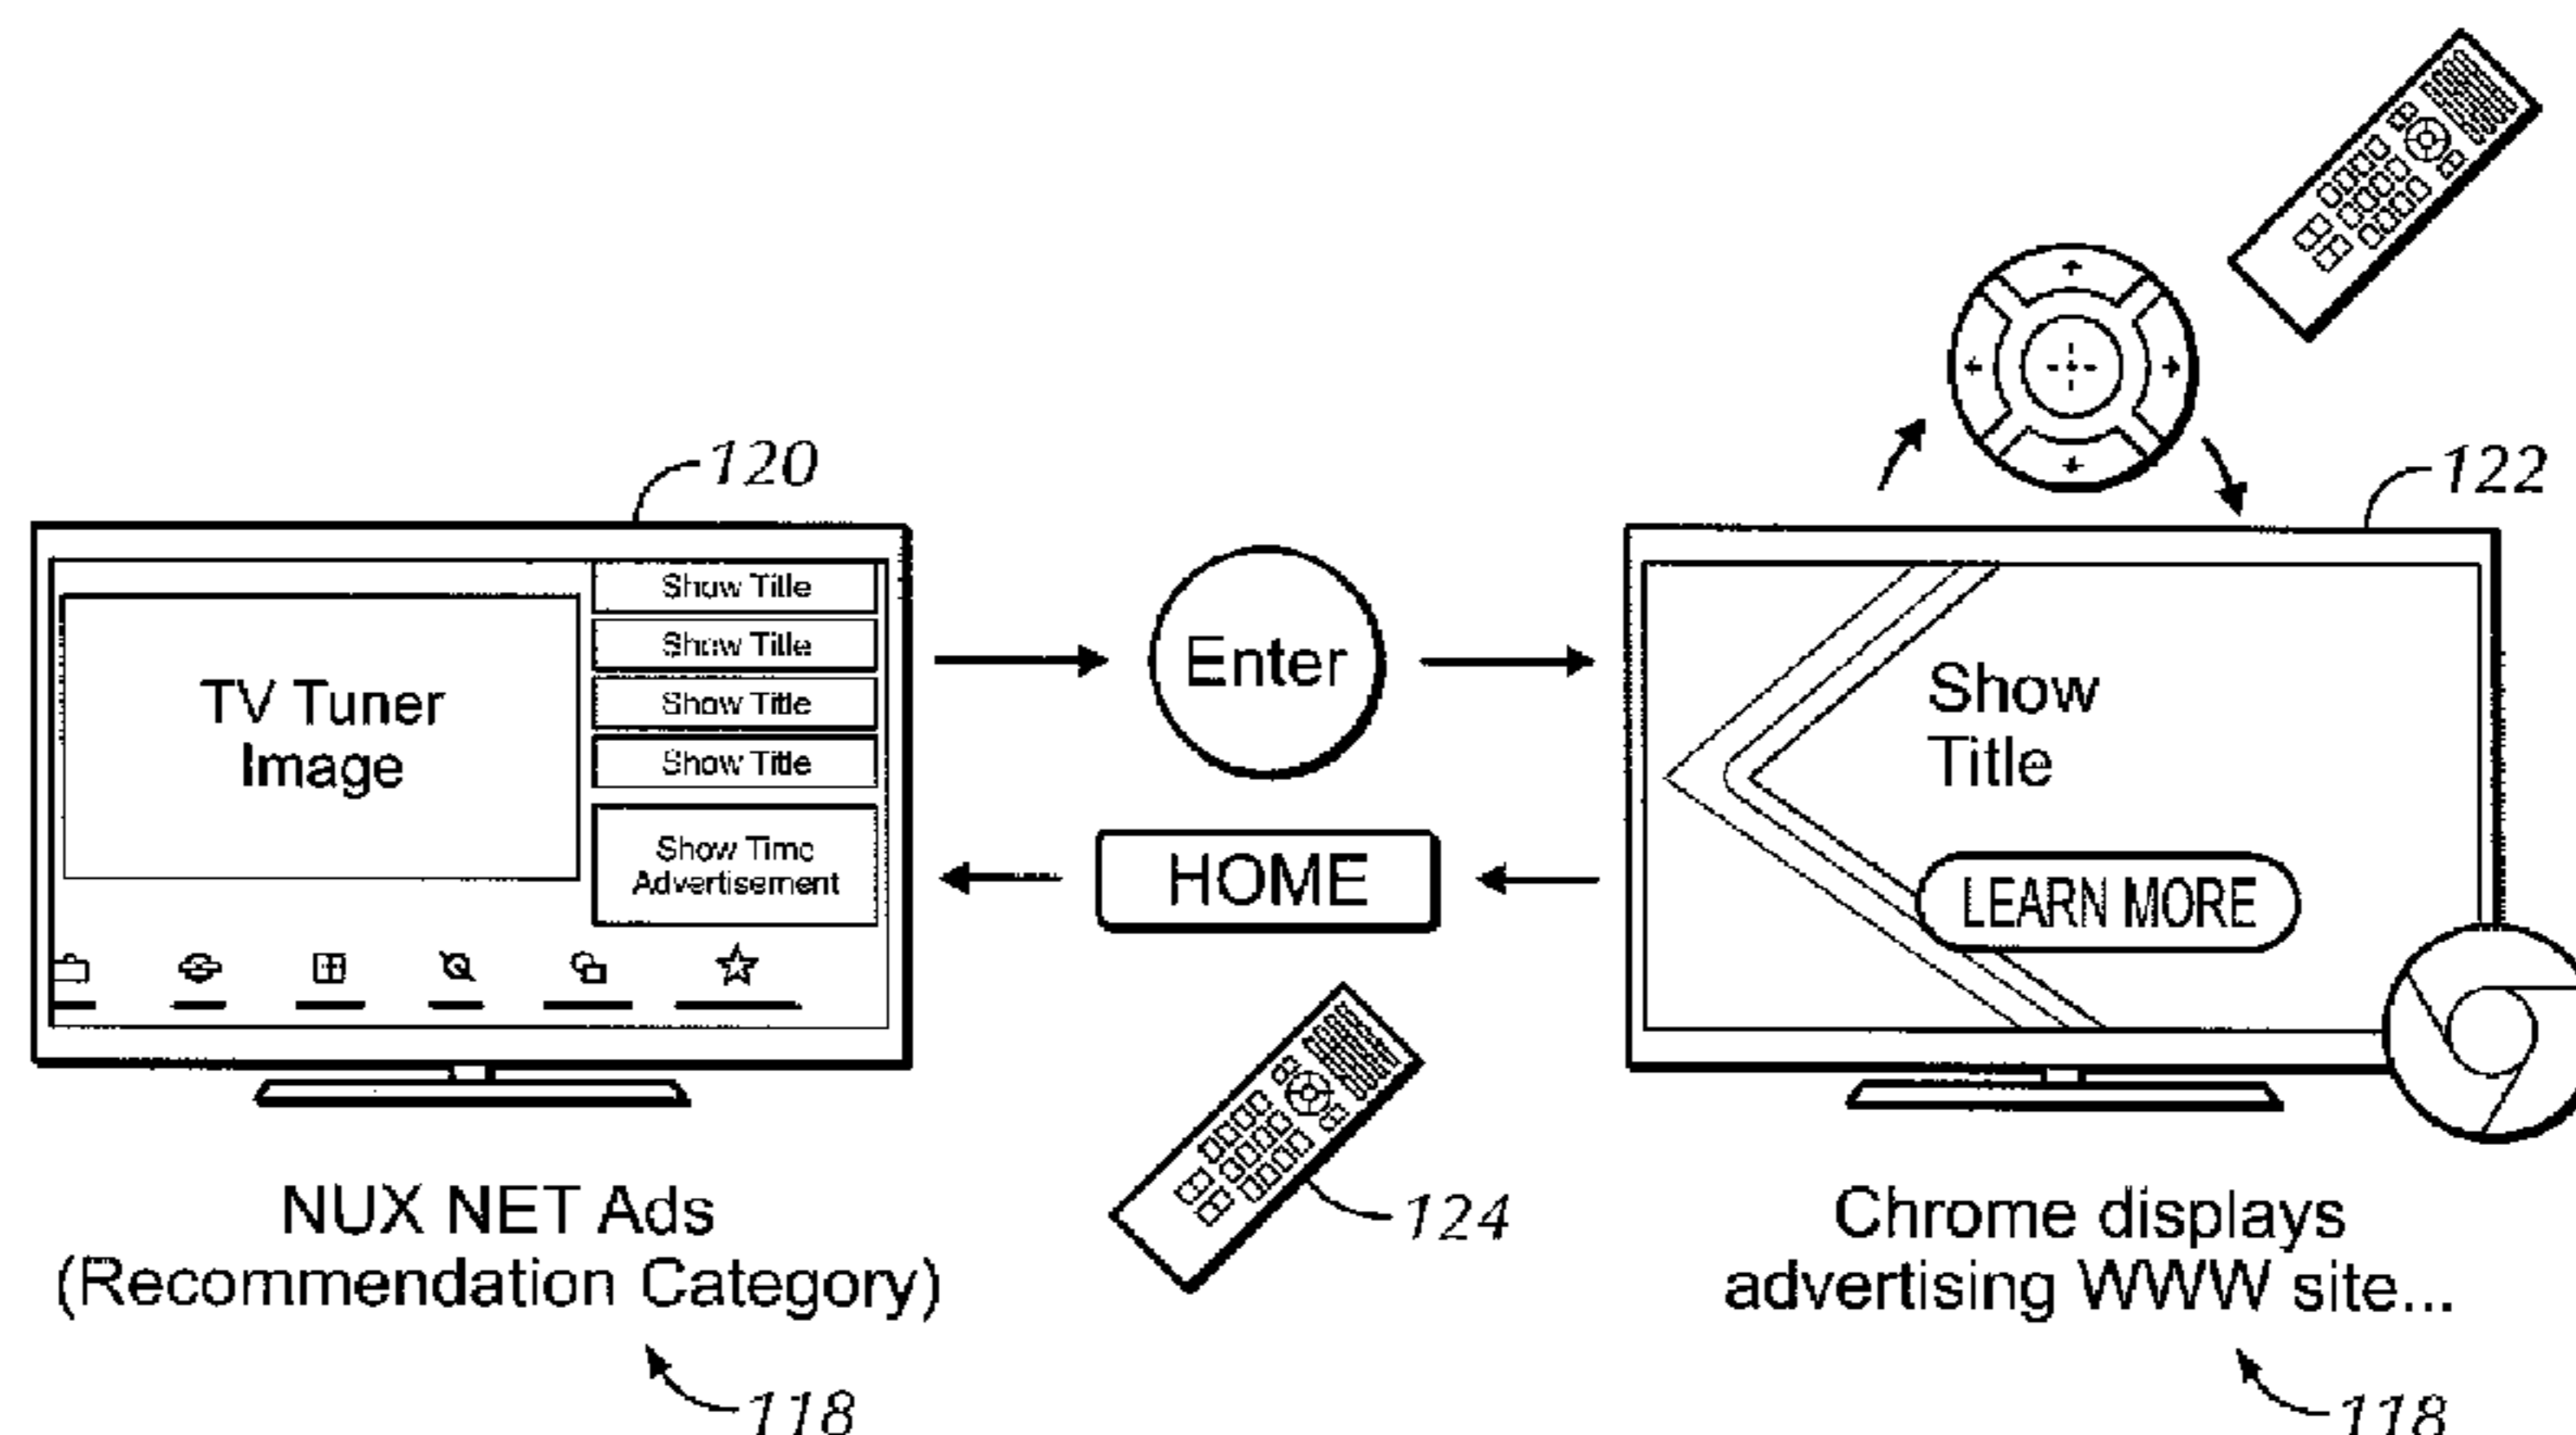 120
Show Title
Show Title
Show Title
Show Title
TV Tuner
Image
Show Time
Advertisement
NUX NET Ads
(Recommendation Category)
118
Enter
HOME
124
122
Show
Title
LEARN MORE
Chrome displays
advertising WWW site...
118